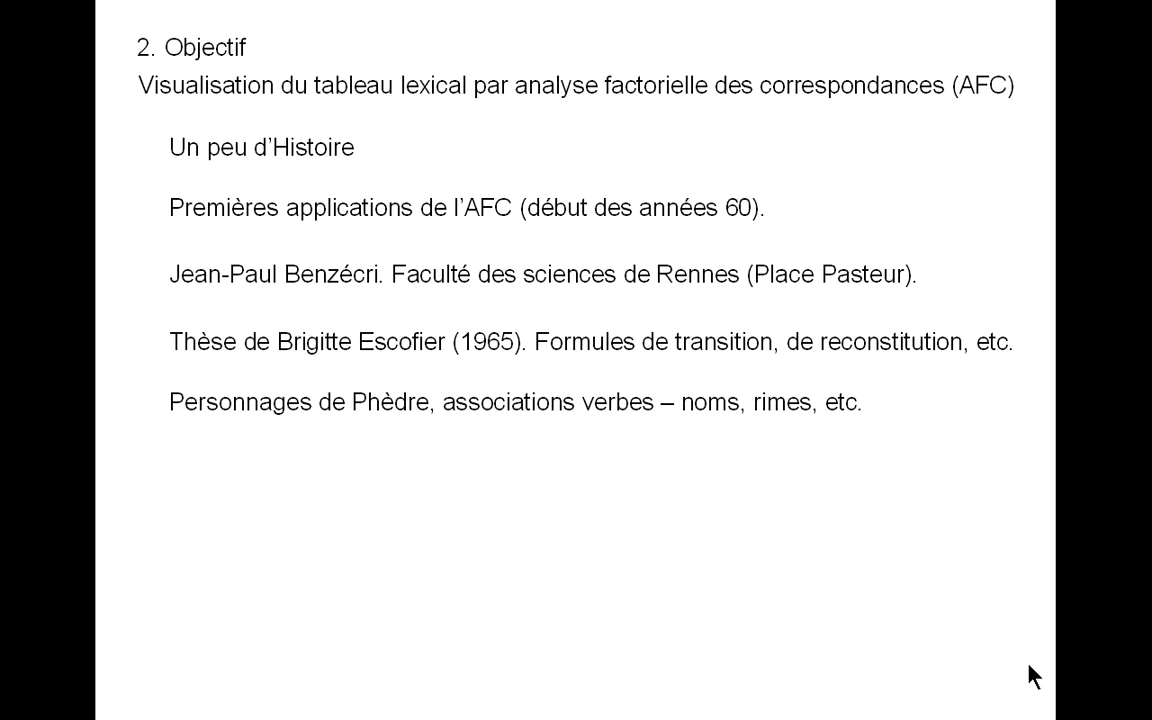 2. Objectif
Visualisation du tableau lexical par analyse factorielle des correspondances (AFC)
Un peu d’Histoire
Premières applications de l’AFC (début des années 60).
Jean-Paul Benzécri. Faculté des sciences de Rennes (Place Pasteur).
Thèse de Brigitte Escofier (1965). Formules de transition, de reconstitution, etc.
Personnages de Phèdre, associations verbes – noms, rimes, etc.